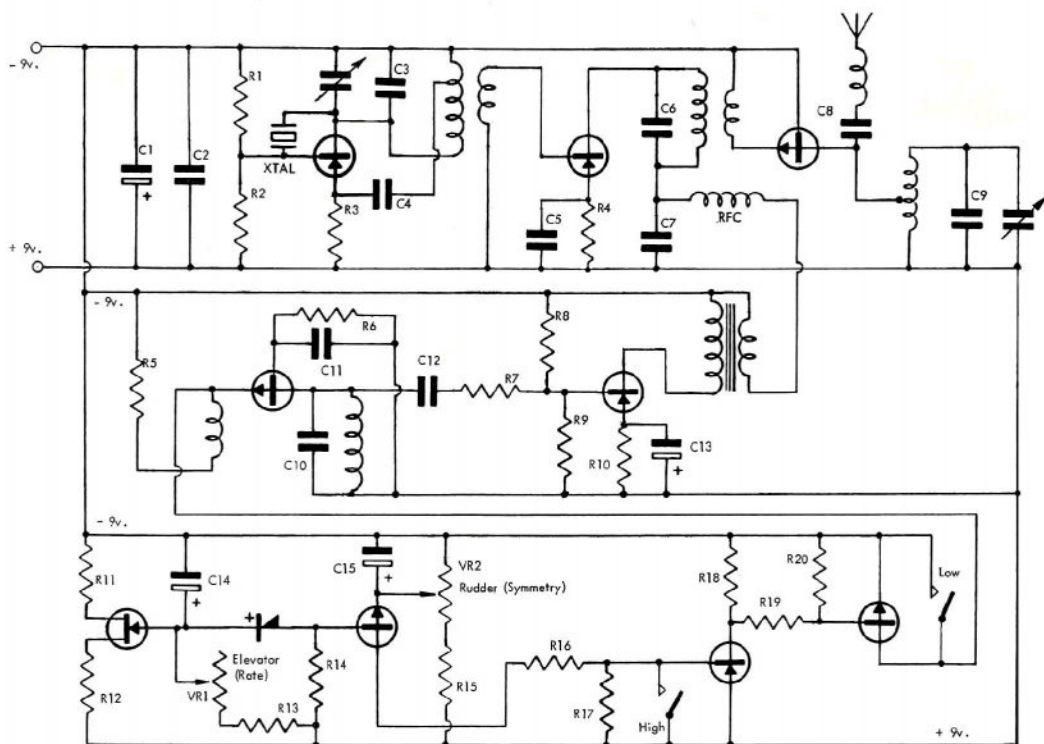 - 9v.
C1
+
C2
R1
R2
XTAL
R3
C3
C4
C5
R4
C6
C7
RFC
C8
C9
+ 9v.
- 9v.
R5
R6
C11
C10
C12
R7
R8
R9
R10
C13
+
- 9v.
R11
R12
C14
+
+
Elevator
(Rate)
VR1
R13
R14
C15
+
VR2
Rudder (Symmetry)
R15
R16
R17
High
R18
R19
R20
Low
+ 9v.